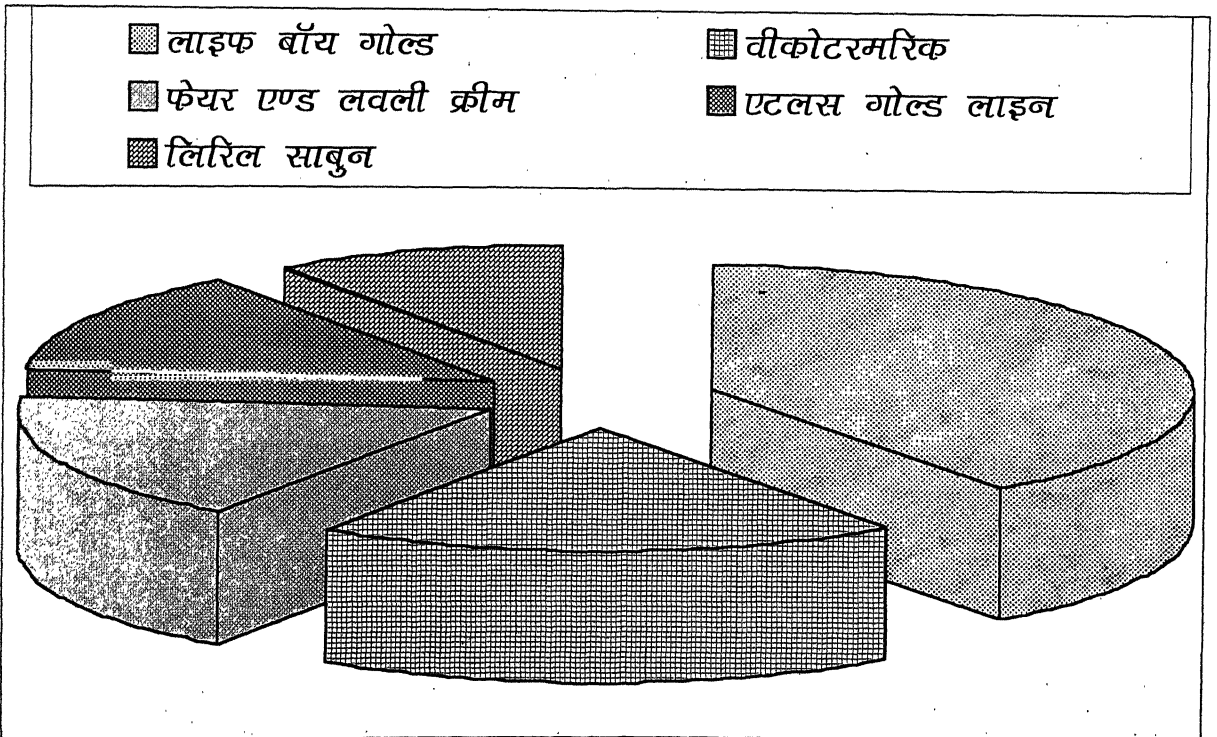 लाइफ बॉय गोल्ड
वीकोटरमरिक
फेयर एण्ड लवली क्रीम
एटलस गोल्ड लाइन
लिरिल साबुन